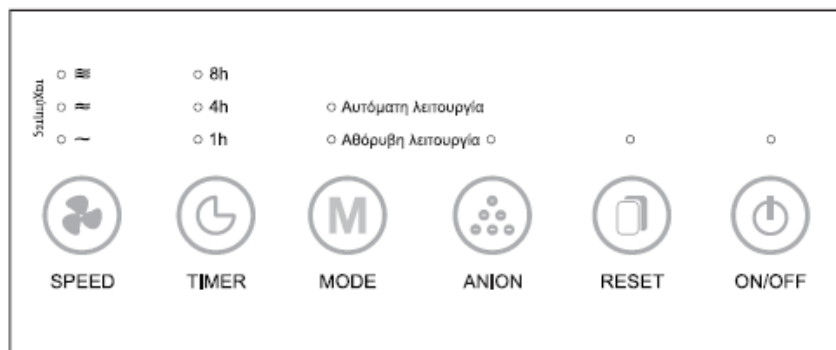 ταχύτητες
8h
4h
1h
Αυτόματη λειτουργία
Αθόρυβη λειτουργία
M
SPEED TIMER MODE ANION RESET ON/OFF